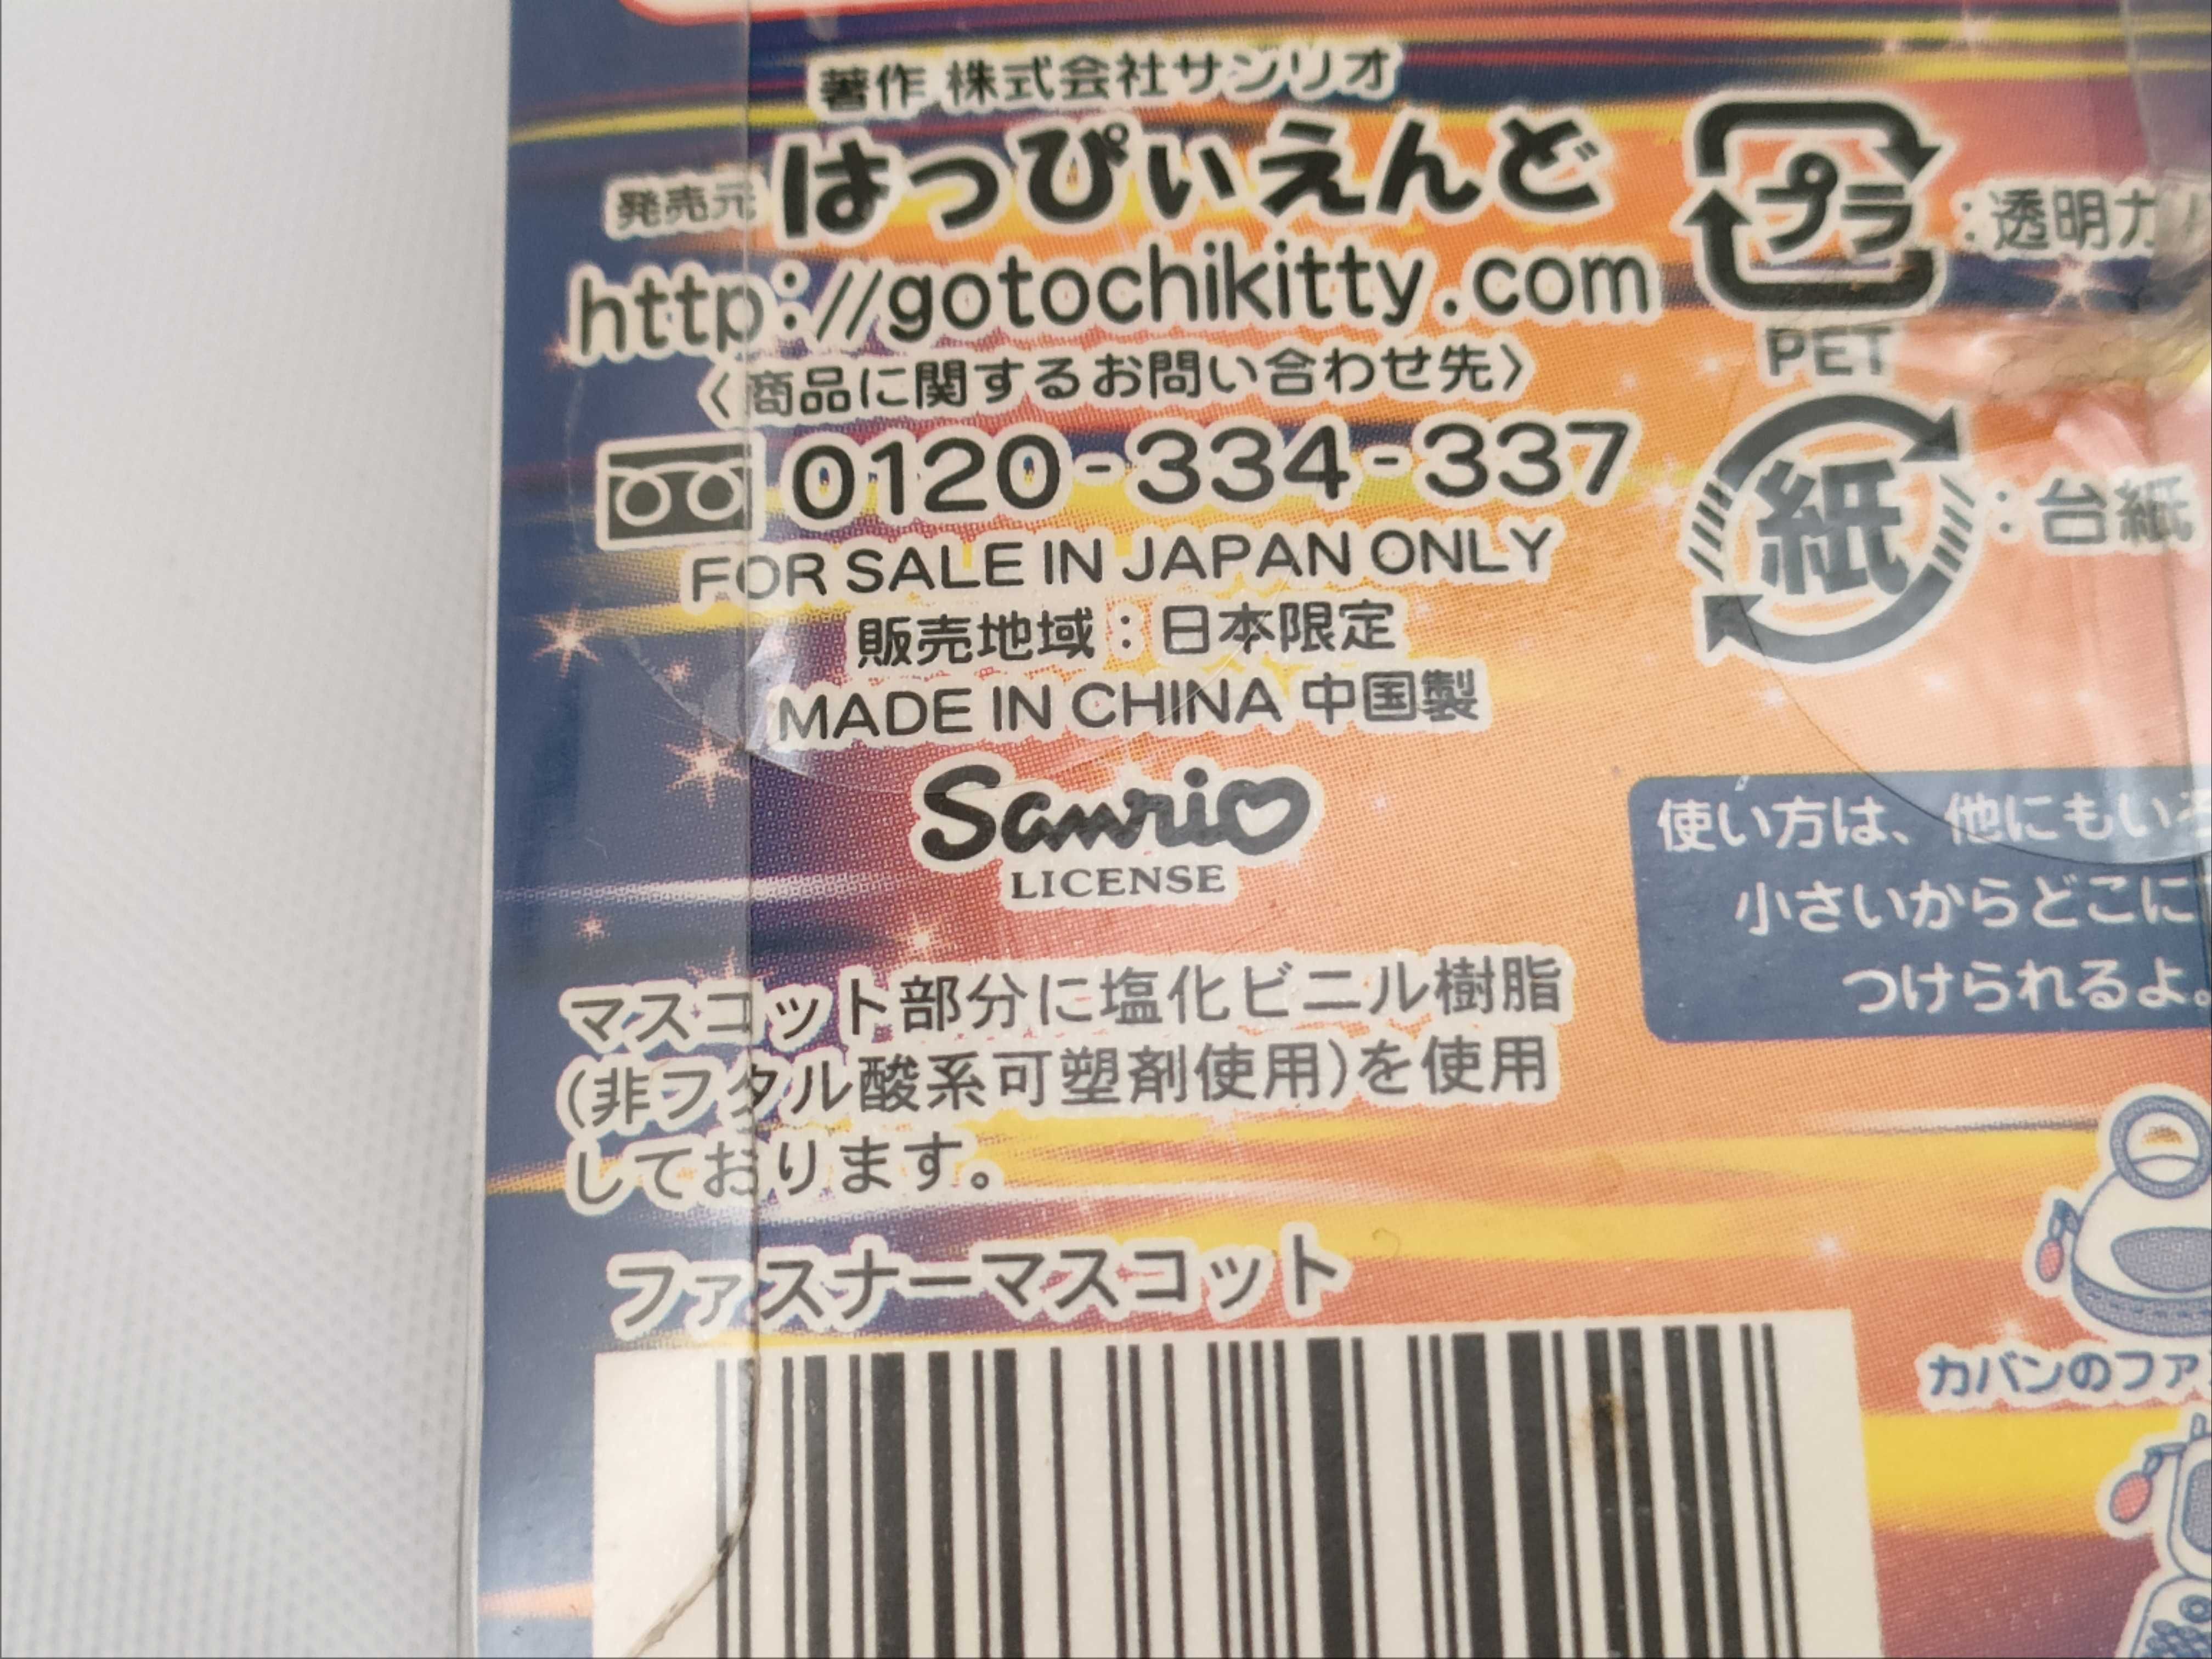 著作 株式会社サンリオ
発売元 はっぴぃえんど
http://gotochikitty.com
〈商品に関するお問い合わせ先〉
0120-334-337
FOR SALE IN JAPAN ONLY
販売地域：日本限定
MADE IN CHINA 中国製
Sanrio
LICENSE
マスコット部分に塩化ビニル樹脂
(非フタル酸系可塑剤使用)を使用
しております。
ファスナーマスコット
プラ：透明カ
PET
紙：台紙
使い方は、他にもいろ
小さいからどこに
つけられるよ。
カバンのファ